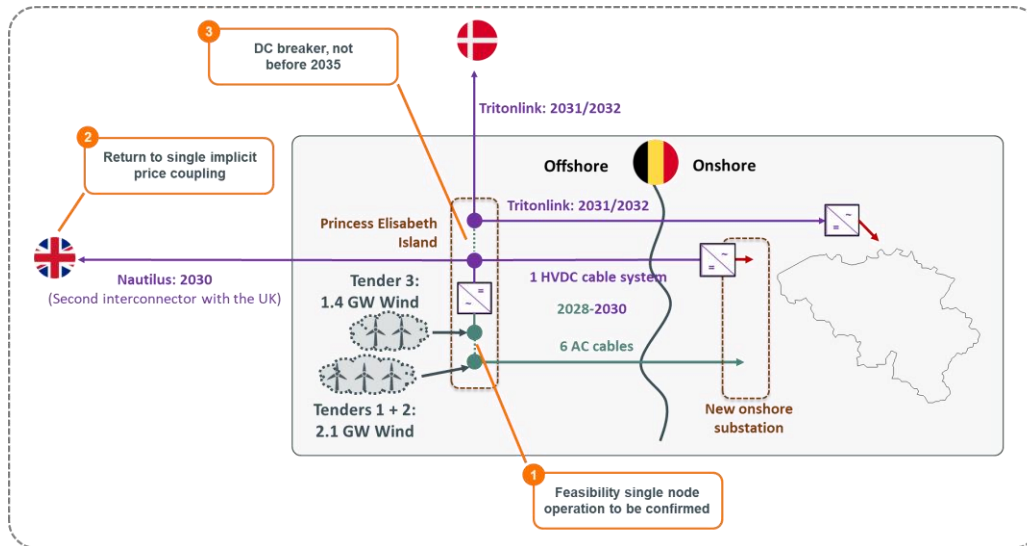 3
DC breaker, not
before 2035
Tritonlink: 2031/2032
2
Return to single implicit
price coupling
Offshore
Onshore
Tritonlink: 2031/2032
~
=
Princess Elisabeth
Island
~
=
Nautilus: 2030
(Second interconnector with the UK)
1 HVDC cable system
Tender 3:
1.4 GW Wind
=
~
2028-2030
6 AC cables
Tenders 1 + 2:
2.1 GW Wind
New onshore
substation
1
Feasibility single node
operation to be confirmed